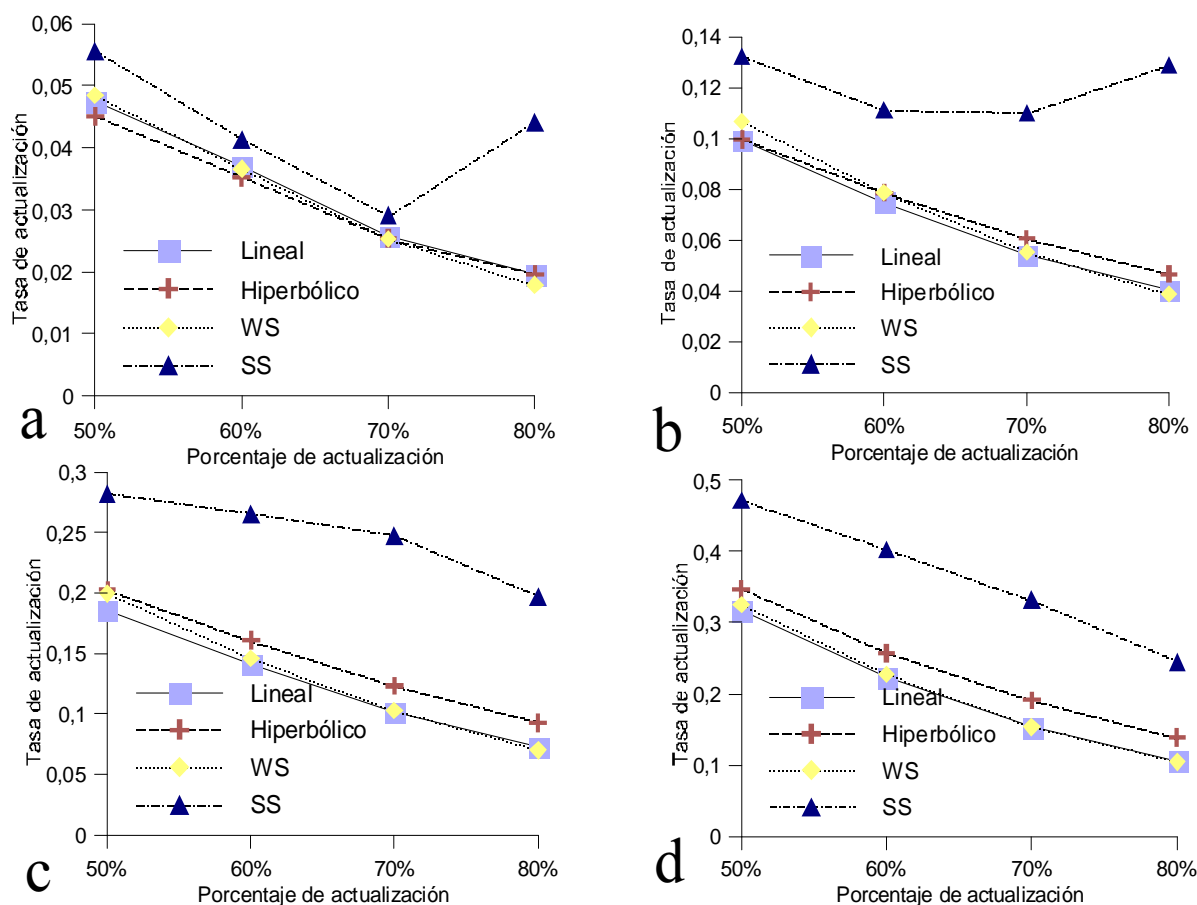 0,06
0,05
0,04
0,03
0,02
0,01
0
Tasa de actualización
Lineal
Hiperbólico
WS
SS
a
50%
60%
70%
80%
Porcentaje de actualización
0,14
0,12
0,1
0,08
0,06
0,04
0,02
0
Tasa de actualización
Lineal
Hiperbólico
WS
SS
b
50%
60%
70%
80%
Porcentaje de actualización
0,3
0,25
0,2
0,15
0,1
0,05
0
Tasa de actualización
Lineal
Hiperbólico
WS
SS
c
50%
60%
70%
80%
Porcentaje de actualización
0,5
0,4
0,3
0,2
0,1
0
Tasa de actualización
Lineal
Hiperbólico
WS
SS
d
50%
60%
70%
80%
Porcentaje de actualización